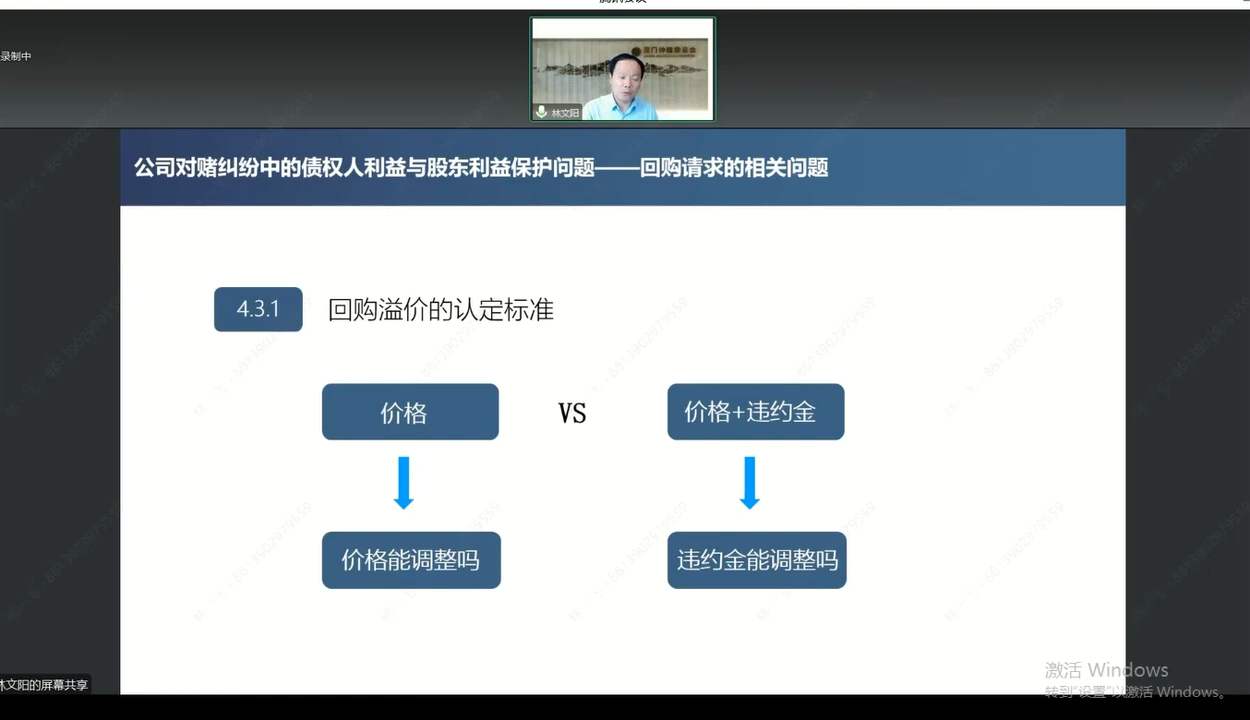 录制中
林文阳
公司对赌纠纷中的债权人利益与股东利益保护问题——回购请求的相关问题
4.3.1 回购溢价的认定标准
价格 VS 价格+违约金
价格能调整吗 违约金能调整吗
激活 Windows
转到"设置"以激活 Windows。
林文阳的屏幕共享